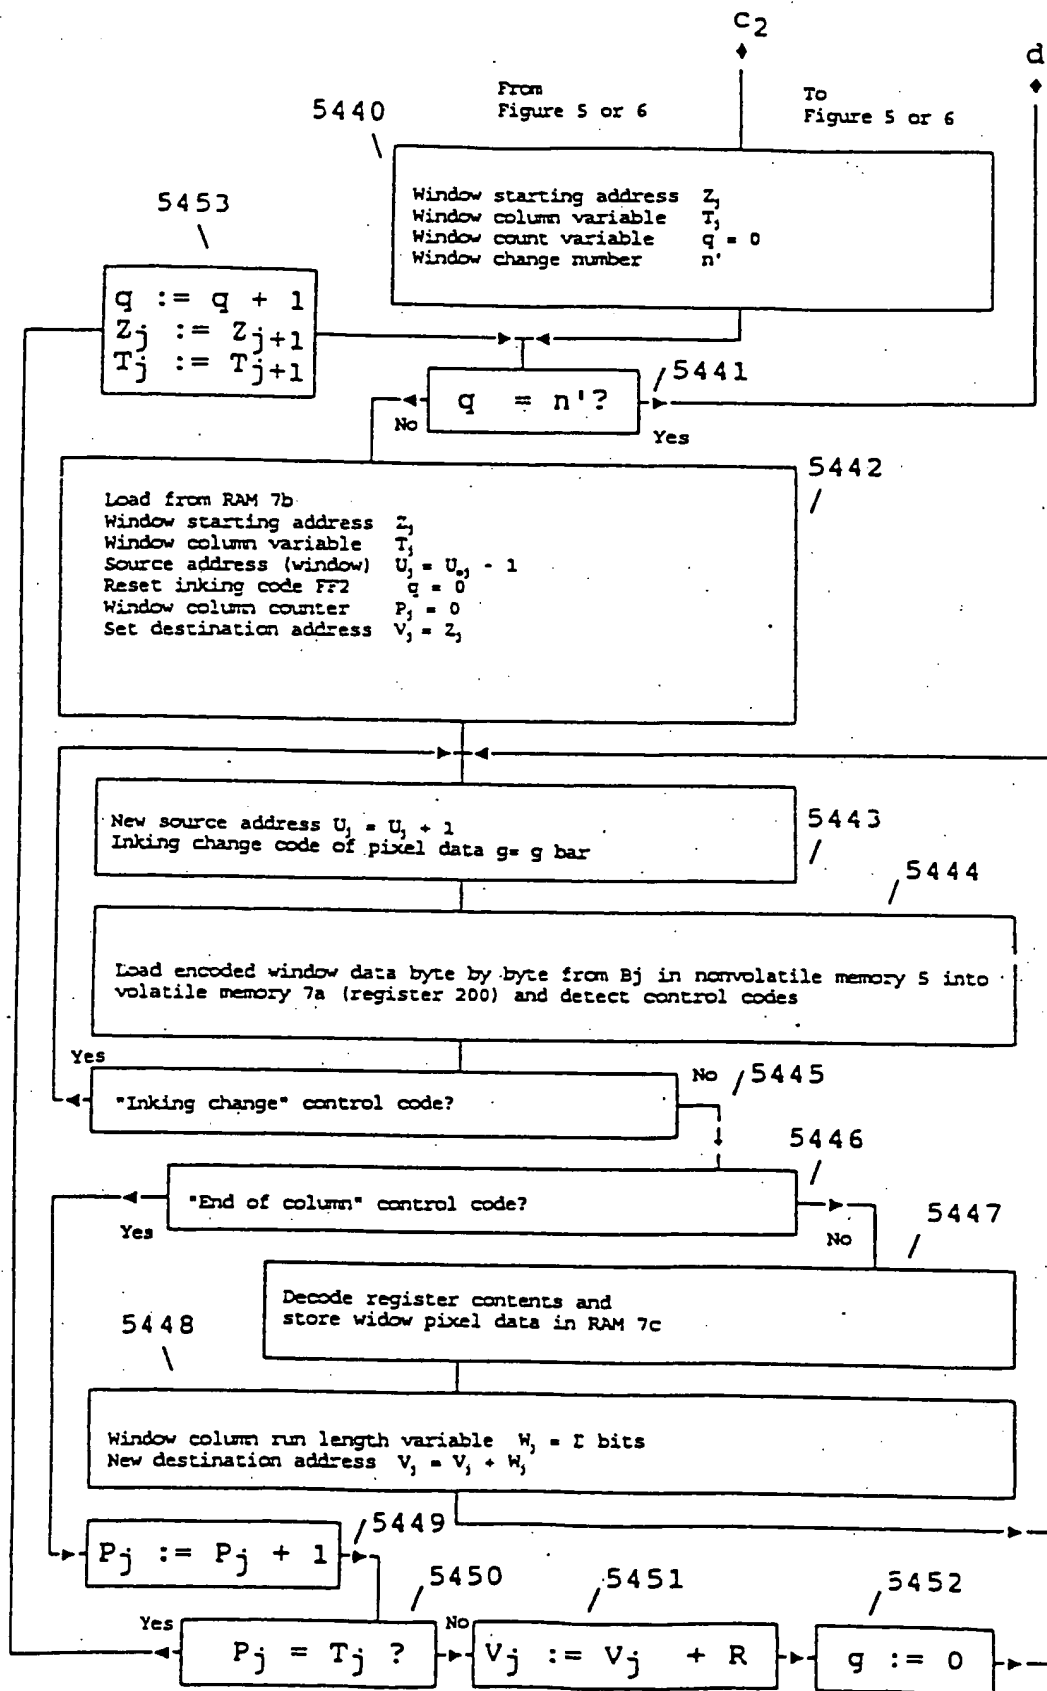 c2
d
From
Figure 5 or 6
To
Figure 5 or 6
5440
Window starting address Zj
Window column variable Tj
Window count variable q = 0
Window change number n'
5453
q := q + 1
Zj := Zj+1
Tj := Tj+1
5441
q = n'?
No
Yes
5442
Load from RAM 7b
Window starting address Zj
Window column variable Tj
Source address (window) Uj = Uoj - 1
Reset inking code FF2 q = 0
Window column counter Pj = 0
Set destination address Vj = Zj
New source address Uj = Uj + 1
Inking change code of pixel data g= g bar
5443
5444
Load encoded window data byte by byte from Bj in nonvolatile memory 5 into
volatile memory 7a (register 200) and detect control codes
Yes
"Inking change" control code?
No
5445
5446
"End of column" control code?
Yes
No
5447
Decode register contents and
store widow pixel data in RAM 7c
5448
Window column run length variable Wj = Σ bits
New destination address Vj = Vj + Wj
5449
Pj := Pj + 1
5450
5451
5452
Yes
Pj = Tj ?
No
Vj := Vj + R
g := 0